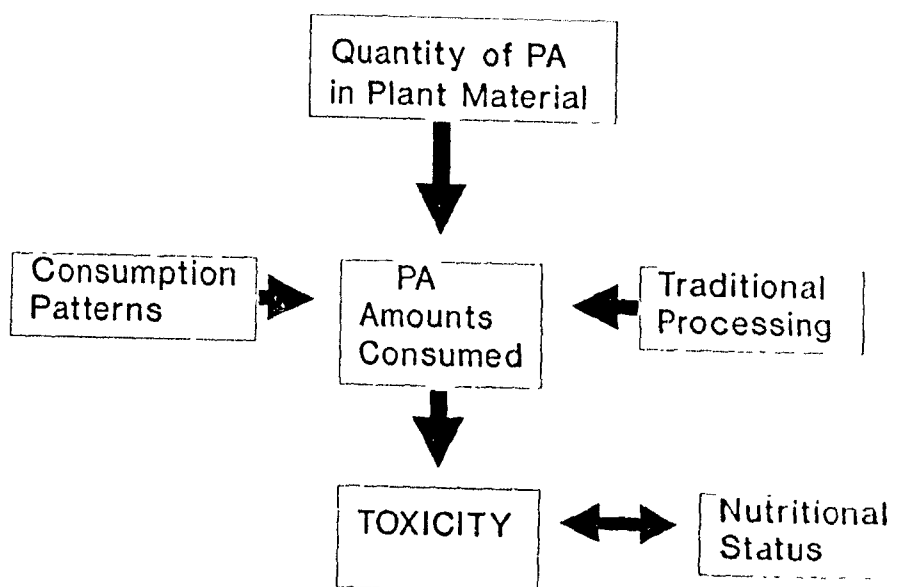 Quantity of PA
in Plant Material
Consumption
Patterns
PA
Amounts
Consumed
Traditional
Processing
TOXICITY
Nutritional
Status